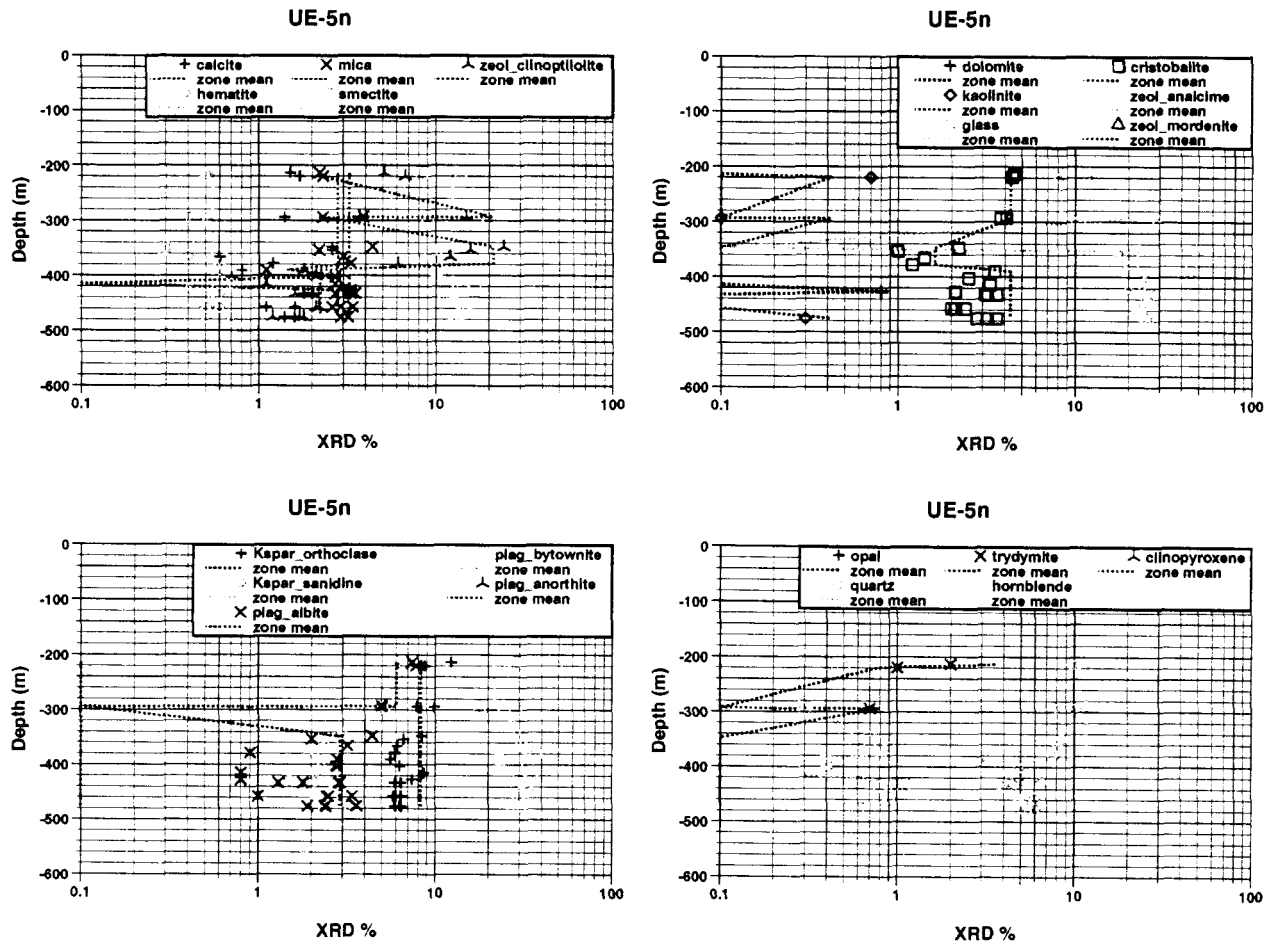 UE-5n
calcite mica zeol_clinoptilolite
zone mean zone mean zone mean
hematite smectite
zone mean zone mean
0
-100
-200
-300
-400
-500
-600
Depth (m)
0.1 1 10 100
XRD %
UE-5n
dolomite cristobalite
zone mean zone mean
kaolinite zeol_analcime
zone mean zone mean
glass zeol_mordenite
zone mean zone mean
0
-100
-200
-300
-400
-500
-600
Depth (m)
0.1 1 10 100
XRD %
UE-5n
Kspar_orthoclase plag_bytownite
zone mean zone mean
Kspar_sanidine plag_anorthite
zone mean zone mean
plag_albite
zone mean
0
-100
-200
-300
-400
-500
-600
Depth (m)
0.1 1 10 100
XRD %
UE-5n
opal trydymite clinopyroxene
zone mean zone mean zone mean
quartz hornblende
zone mean zone mean
0
-100
-200
-300
-400
-500
-600
Depth (m)
0.1 1 10 100
XRD %